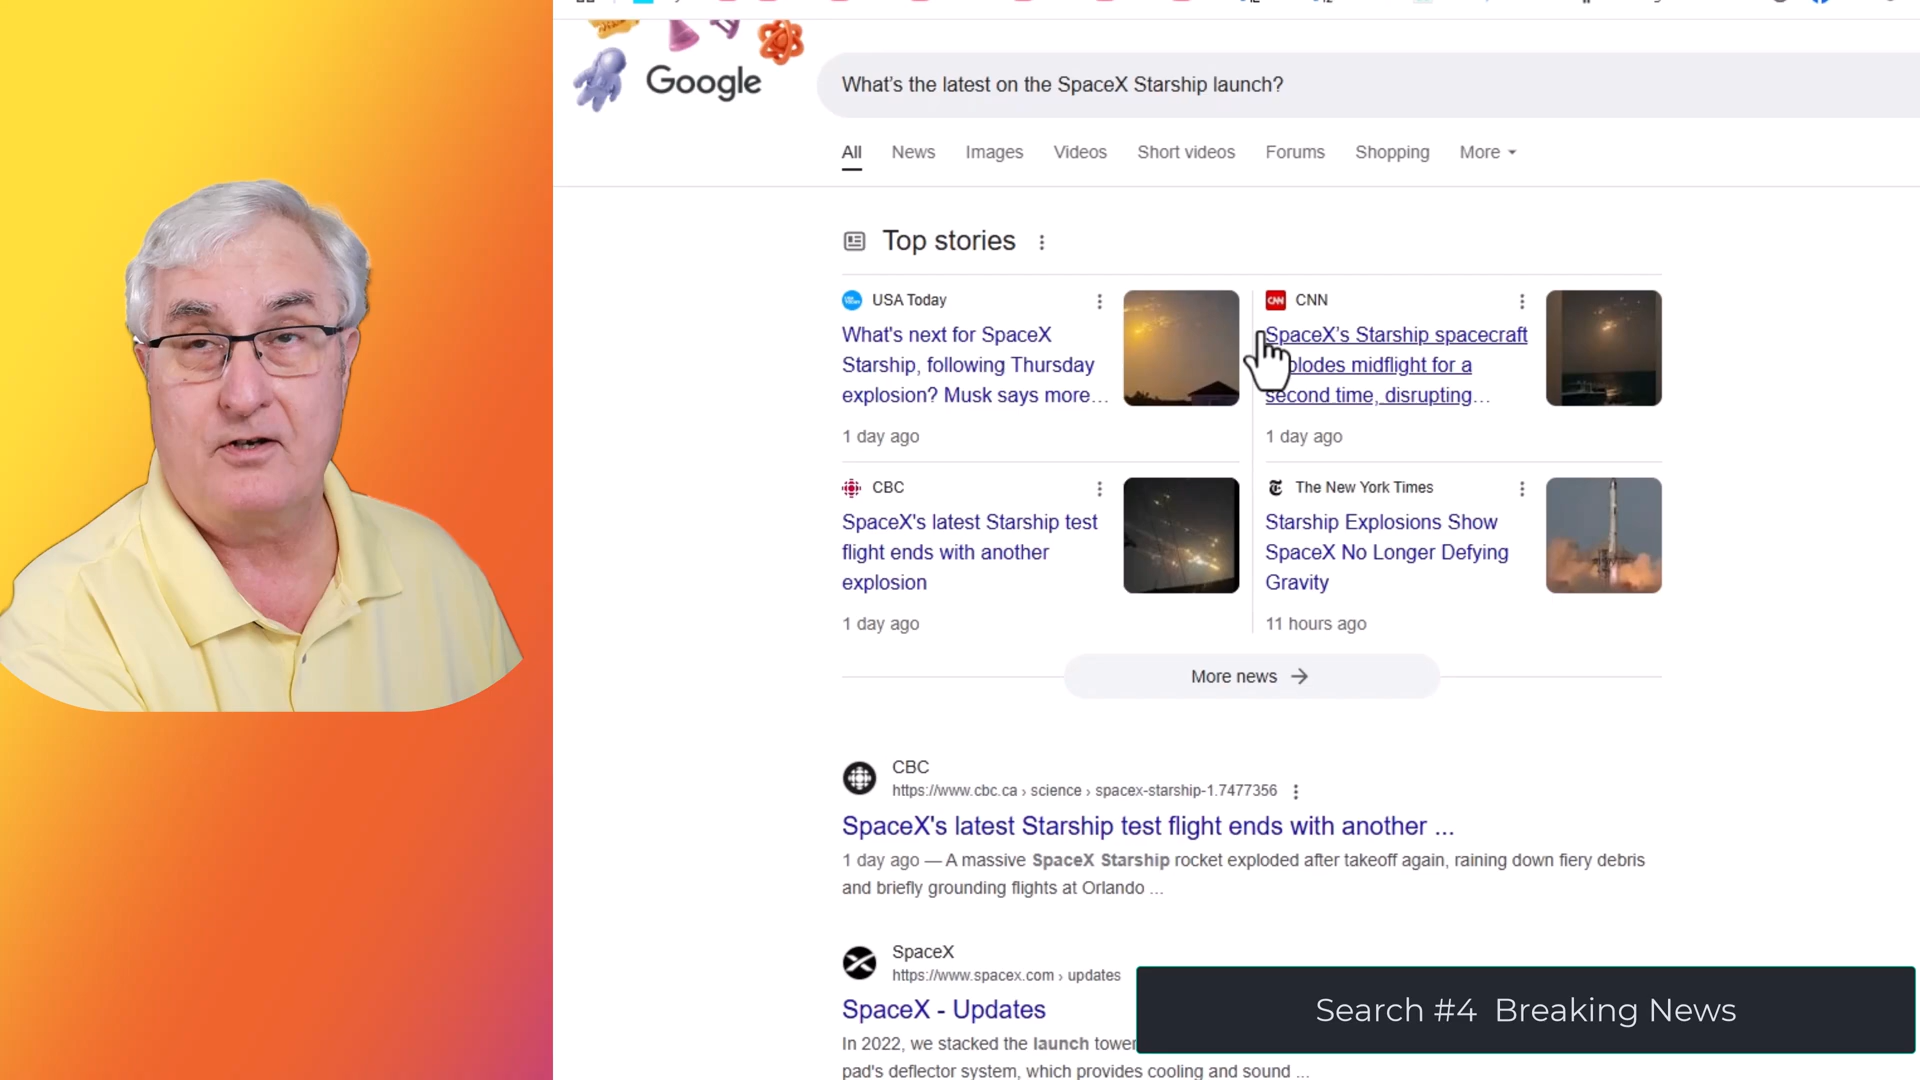 Google
What's the latest on the SpaceX Starship launch?
All News Images Videos Short videos Forums Shopping More
Top stories
USA Today
What's next for SpaceX
Starship, following Thursday
explosion? Musk says more...
1 day ago
CNN
SpaceX's Starship spacecraft
plodes midflight for a
second time, disrupting...
1 day ago
CBC
SpaceX's latest Starship test
flight ends with another
explosion
1 day ago
The New York Times
Starship Explosions Show
SpaceX No Longer Defying
Gravity
11 hours ago
More news →
CBC
https://www.cbc.ca › science › spacex-starship-1.7477356
SpaceX's latest Starship test flight ends with another ...
1 day ago — A massive SpaceX Starship rocket exploded after takeoff again, raining down fiery debris
and briefly grounding flights at Orlando ...
SpaceX
https://www.spacex.com › updates
SpaceX - Updates
In 2022, we stacked the launch tower
pad's deflector system, which provides cooling and sound ...
Search #4 Breaking News